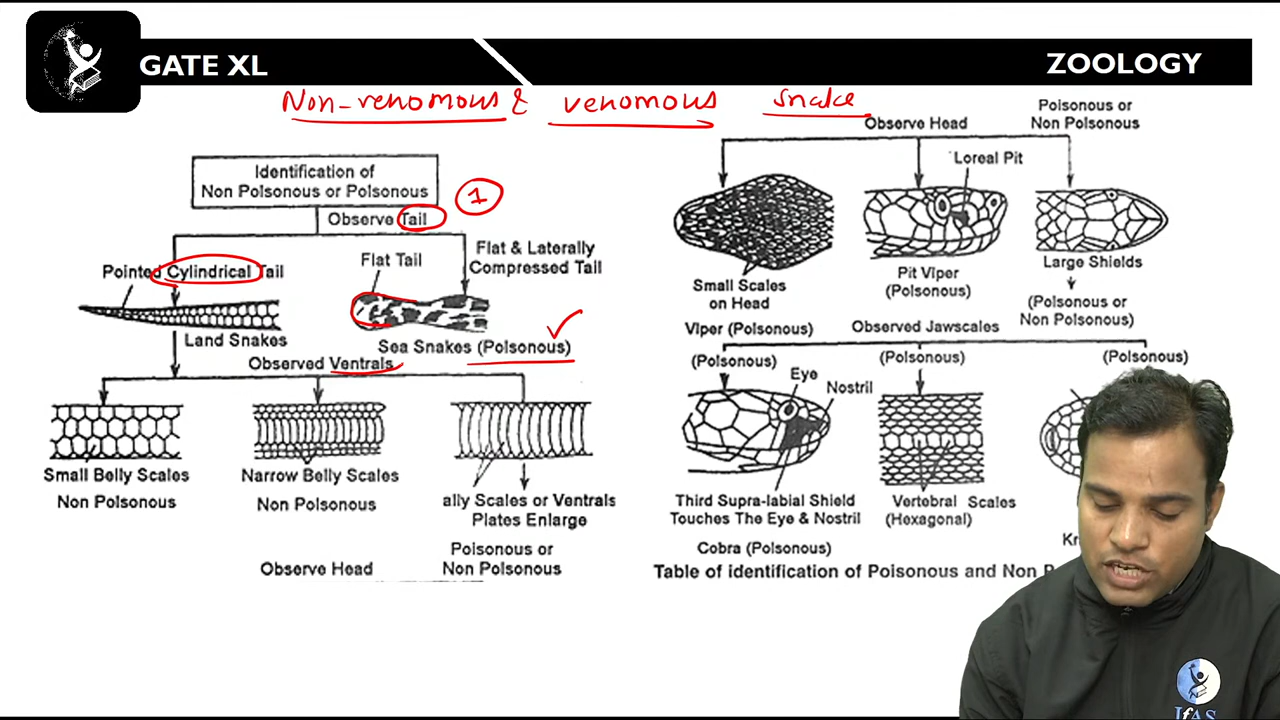 GATE XL
ZOOLOGY
Non-venomous & venomous snake
Identification of
Non Poisonous or Poisonous
1
Observe Tail
Pointed Cylindrical Tail
Flat Tail
Flat & Laterally
Compressed Tail
Land Snakes
Sea Snakes (Poisonous)
Observed Ventrals
Small Belly Scales
Non Poisonous
Narrow Belly Scales
Non Poisonous
ally Scales or Ventrals
Plates Enlarge
Poisonous or
Non Poisonous
Observe Head
Observe Head
Poisonous or
Non Poisonous
Loreal Pit
Small Scales
on Head
Viper (Poisonous)
Pit Viper
(Poisonous)
Large Shields
(Poisonous or
Non Poisonous)
Observed Jawscales
(Poisonous)
(Poisonous)
(Poisonous)
Eye
Nostril
Third Supra-labial Shield
Touches The Eye & Nostril
Cobra (Poisonous)
Vertebral Scales
(Hexagonal)
Kr
Table of identification of Poisonous and Non P
IFAS